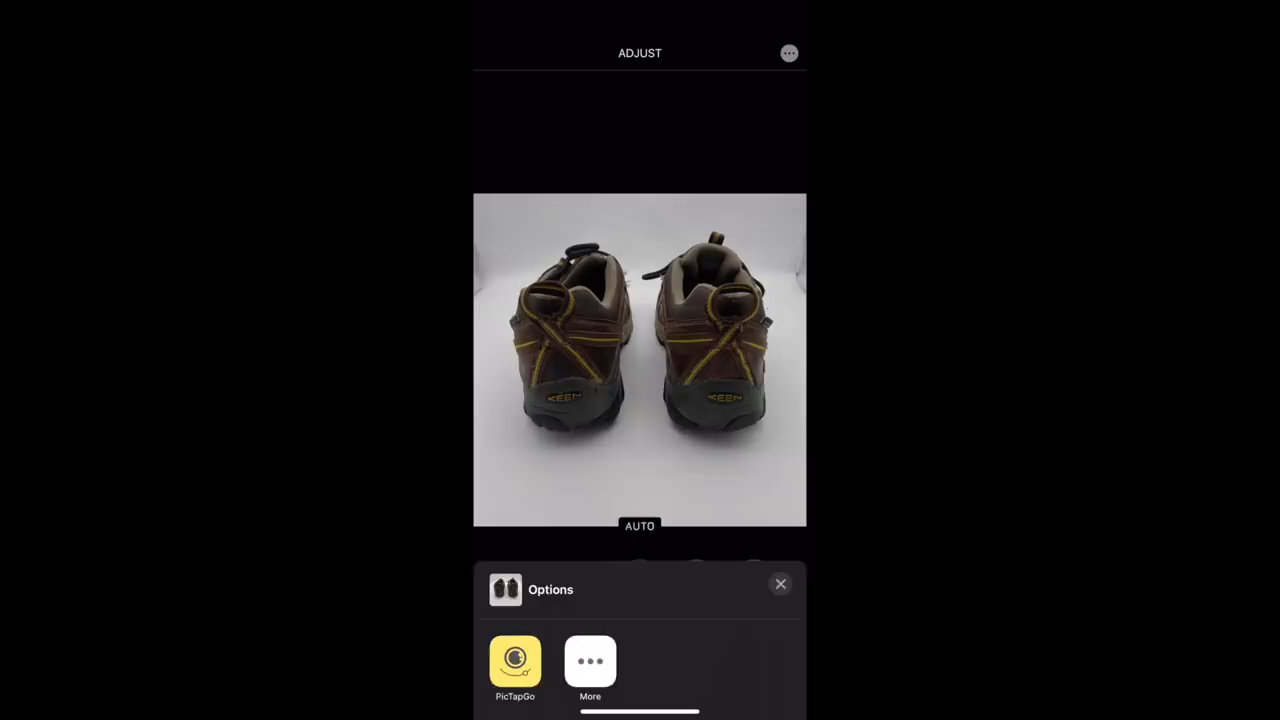 ADJUST
KEEN
KEEN
AUTO
Options
PicTapGo
More